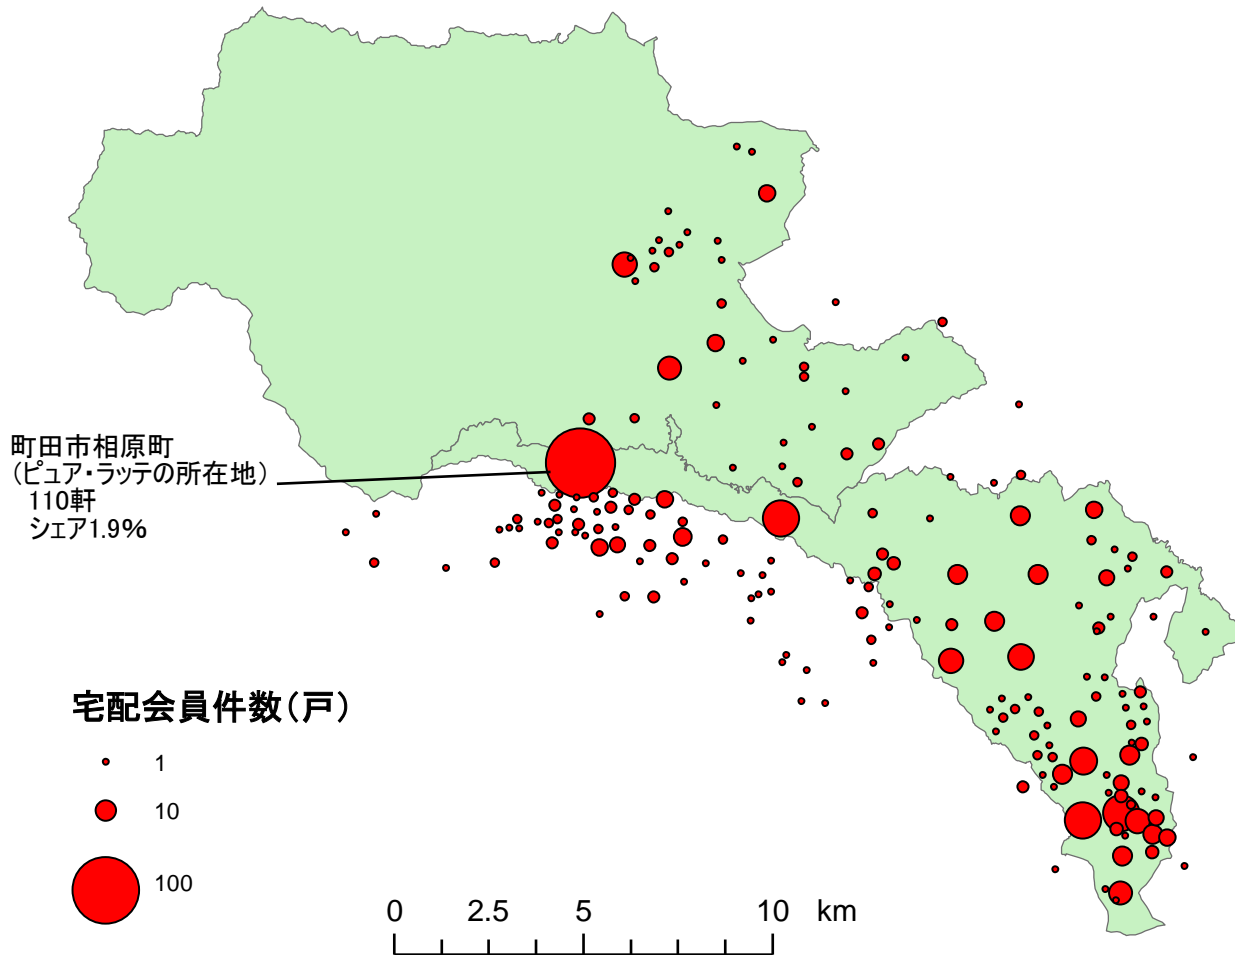 町田市相原町
(ピュア・ラッテの所在地)
110軒
シェア1.9%
宅配会員件数(戸)
1
10
100
0 2.5 5 10 km